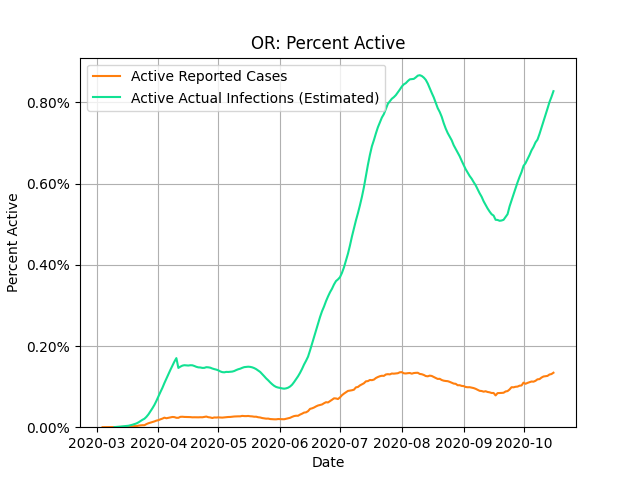 OR: Percent Active
Active Reported Cases
Active Actual Infections (Estimated)
Percent Active
0.80%
0.60%
0.40%
0.20%
0.00%
2020-03 2020-04 2020-05 2020-06 2020-07 2020-08 2020-09 2020-10
Date